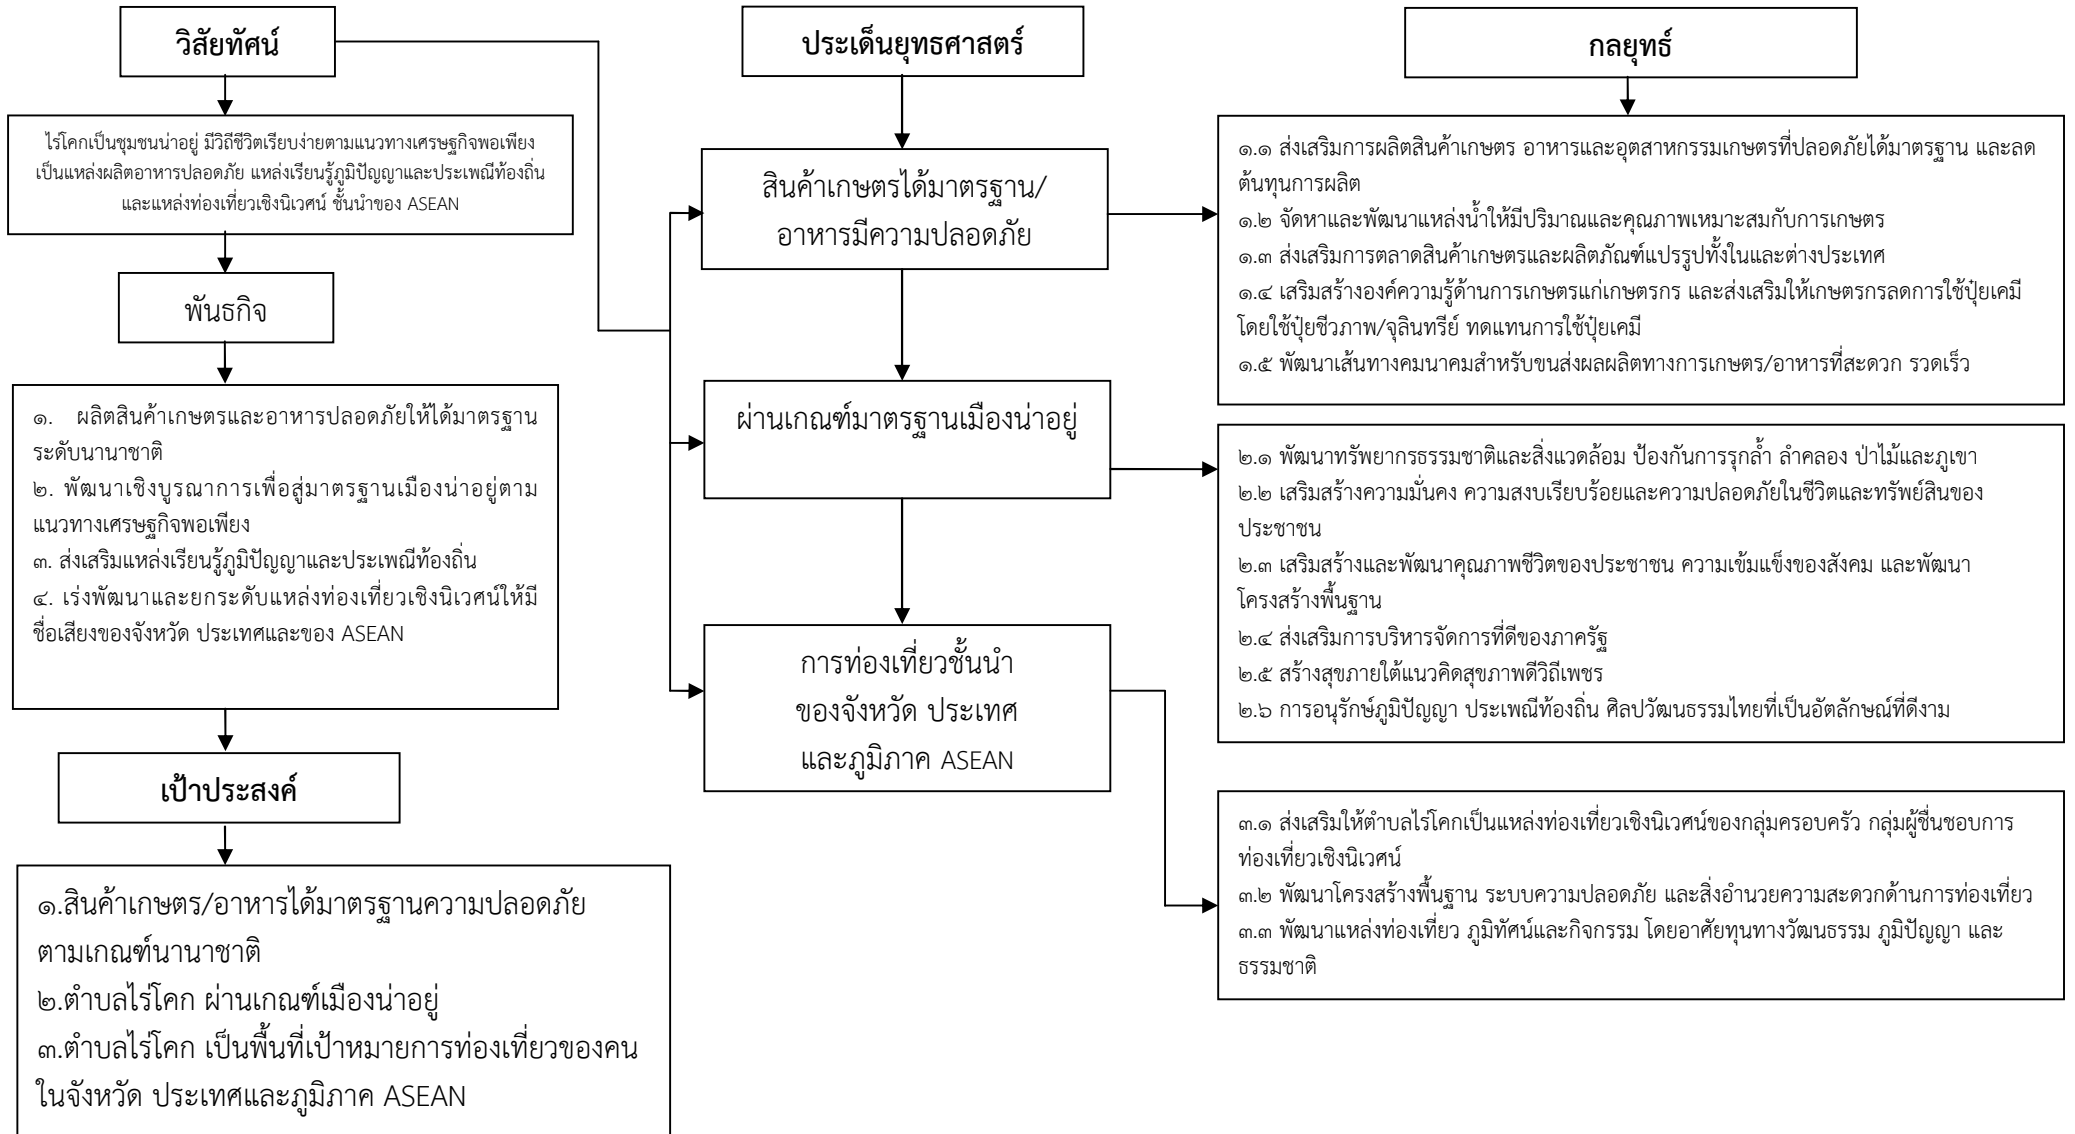 วิสัยทัศน์
ไร่โคกเป็นชุมชนน่าอยู่ มีวิถีชีวิตเรียบง่ายตามแนวทางเศรษฐกิจพอเพียง
เป็นแหล่งผลิตอาหารปลอดภัย แหล่งเรียนรู้ภูมิปัญญาและประเพณีท้องถิ่น
และแหล่งท่องเที่ยวเชิงนิเวศน์ ชั้นนำของ ASEAN
พันธกิจ
๑. ผลิตสินค้าเกษตรและอาหารปลอดภัยให้ได้มาตรฐาน
ระดับนานาชาติ
๒. พัฒนาเชิงบูรณาการเพื่อสู่มาตรฐานเมืองน่าอยู่ตาม
แนวทางเศรษฐกิจพอเพียง
๓. ส่งเสริมแหล่งเรียนรู้ภูมิปัญญาและประเพณีท้องถิ่น
๔. เร่งพัฒนาและยกระดับแหล่งท่องเที่ยวเชิงนิเวศน์ให้มี
ชื่อเสียงของจังหวัด ประเทศและของ ASEAN
เป้าประสงค์
๑.สินค้าเกษตร/อาหารได้มาตรฐานความปลอดภัย
ตามเกณฑ์นานาชาติ
๒.ตำบลไร่โคก ผ่านเกณฑ์เมืองน่าอยู่
๓.ตำบลไร่โคก เป็นพื้นที่เป้าหมายการท่องเที่ยวของคน
ในจังหวัด ประเทศและภูมิภาค ASEAN
ประเด็นยุทธศาสตร์
สินค้าเกษตรได้มาตรฐาน/
อาหารมีความปลอดภัย
ผ่านเกณฑ์มาตรฐานเมืองน่าอยู่
การท่องเที่ยวชั้นนำ
ของจังหวัด ประเทศ
และภูมิภาค ASEAN
กลยุทธ์
๑.๑ ส่งเสริมการผลิตสินค้าเกษตร อาหารและอุตสาหกรรมเกษตรที่ปลอดภัยได้มาตรฐาน และลด
ต้นทุนการผลิต
๑.๒ จัดหาและพัฒนาแหล่งน้ำให้มีปริมาณและคุณภาพเหมาะสมกับการเกษตร
๑.๓ ส่งเสริมการตลาดสินค้าเกษตรและผลิตภัณฑ์แปรรูปทั้งในและต่างประเทศ
๑.๔ เสริมสร้างองค์ความรู้ด้านการเกษตรแก่เกษตรกร และส่งเสริมให้เกษตรกรลดการใช้ปุ๋ยเคมี
โดยใช้ปุ๋ยชีวภาพ/จุลินทรีย์ ทดแทนการใช้ปุ๋ยเคมี
๑.๕ พัฒนาเส้นทางคมนาคมสำหรับขนส่งผลผลิตทางการเกษตร/อาหารที่สะดวก รวดเร็ว
๒.๑ พัฒนาทรัพยากรธรรมชาติและสิ่งแวดล้อม ป้องกันการรุกล้ำ ลำคลอง ป่าไม้และภูเขา
๒.๒ เสริมสร้างความมั่นคง ความสงบเรียบร้อยและความปลอดภัยในชีวิตและทรัพย์สินของ
ประชาชน
๒.๓ เสริมสร้างและพัฒนาคุณภาพชีวิตของประชาชน ความเข้มแข็งของสังคม และพัฒนา
โครงสร้างพื้นฐาน
๒.๔ ส่งเสริมการบริหารจัดการที่ดีของภาครัฐ
๒.๕ สร้างสุขภายใต้แนวคิดสุขภาพดีวิถีเพชร
๒.๖ การอนุรักษ์ภูมิปัญญา ประเพณีท้องถิ่น ศิลปวัฒนธรรมไทยที่เป็นอัตลักษณ์ที่ดีงาม
๓.๑ ส่งเสริมให้ตำบลไร่โคกเป็นแหล่งท่องเที่ยวเชิงนิเวศน์ของกลุ่มครอบครัว กลุ่มผู้ชื่นชอบการ
ท่องเที่ยวเชิงนิเวศน์
๓.๒ พัฒนาโครงสร้างพื้นฐาน ระบบความปลอดภัย และสิ่งอำนวยความสะดวกด้านการท่องเที่ยว
๓.๓ พัฒนาแหล่งท่องเที่ยว ภูมิทัศน์และกิจกรรม โดยอาศัยทุนทางวัฒนธรรม ภูมิปัญญา และ
ธรรมชาติ